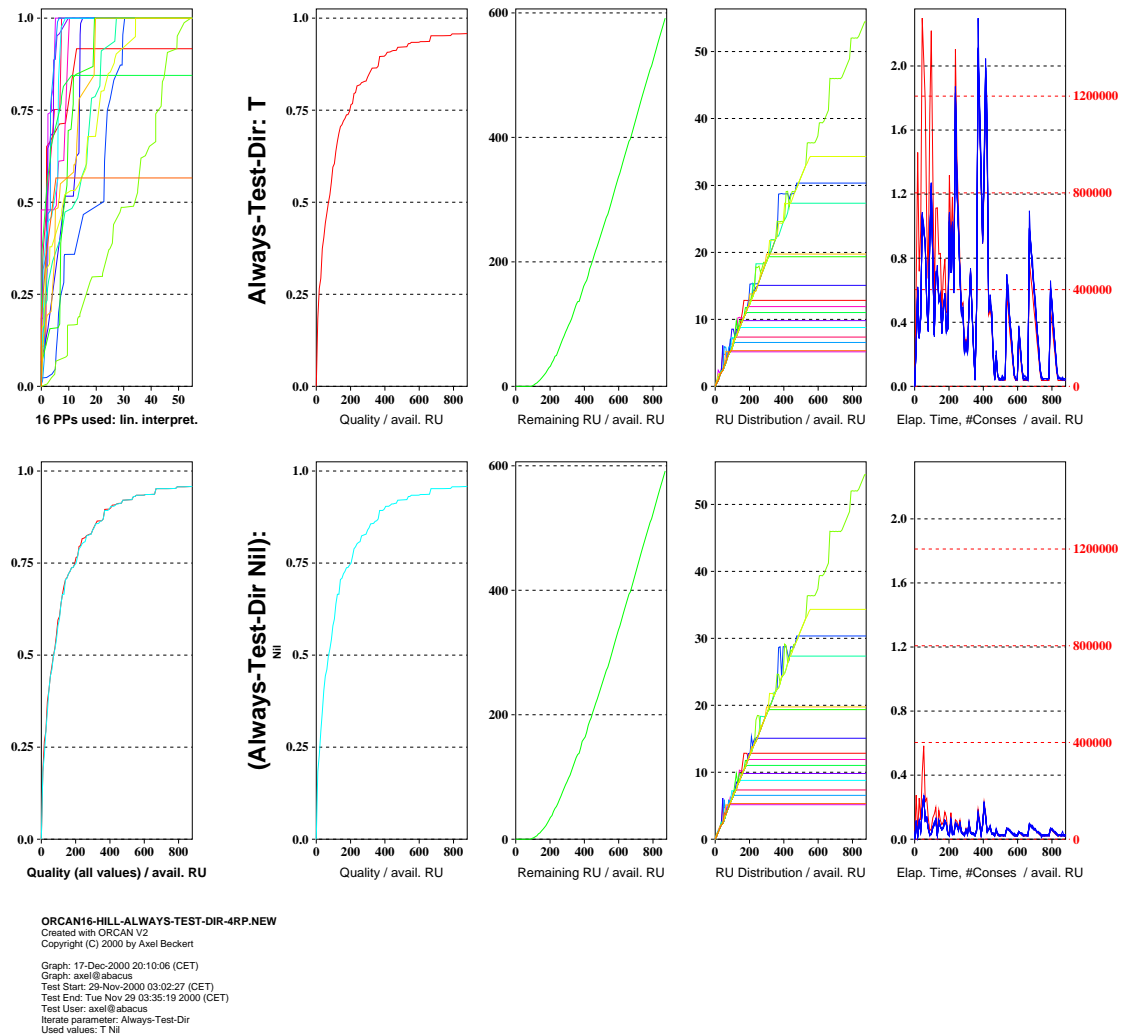 1.0
0.75
0.5
0.25
0.0
0 10 20 30 40 50
16 PPs used: lin. interpret.
Always-Test-Dir: T
1.0
0.75
0.5
0.25
0.0
0 200 400 600 800
Quality / avail. RU
600
400
200
0
0 200 400 600 800
Remaining RU / avail. RU
50
40
30
20
10
0
0 200 400 600 800
RU Distribution / avail. RU
2.0
1.6
1.2
0.8
0.4
0.0
0 200 400 600 800
1200000
800000
400000
0
Elap. Time, #Conses / avail. RU
1.0
0.75
0.5
0.25
0.0
0 200 400 600 800
Quality (all values) / avail. RU
(Always-Test-Dir Nil):
Nil
1.0
0.75
0.5
0.25
0.0
0 200 400 600 800
Quality / avail. RU
600
400
200
0
0 200 400 600 800
Remaining RU / avail. RU
50
40
30
20
10
0
0 200 400 600 800
RU Distribution / avail. RU
2.0
1.6
1.2
0.8
0.4
0.0
0 200 400 600 800
1200000
800000
400000
0
Elap. Time, #Conses / avail. RU
ORCAN16-HILL-ALWAYS-TEST-DIR-4RP.NEW
Created with ORCAN V2
Copyright (C) 2000 by Axel Beckert
Graph: 17-Dec-2000 20:10:06 (CET)
Graph: axel@abacus
Test Start: 29-Nov-2000 03:02:27 (CET)
Test End: Tue Nov 29 03:35:19 2000 (CET)
Test User: axel@abacus
Iterate parameter: Always-Test-Dir
Used values: T Nil